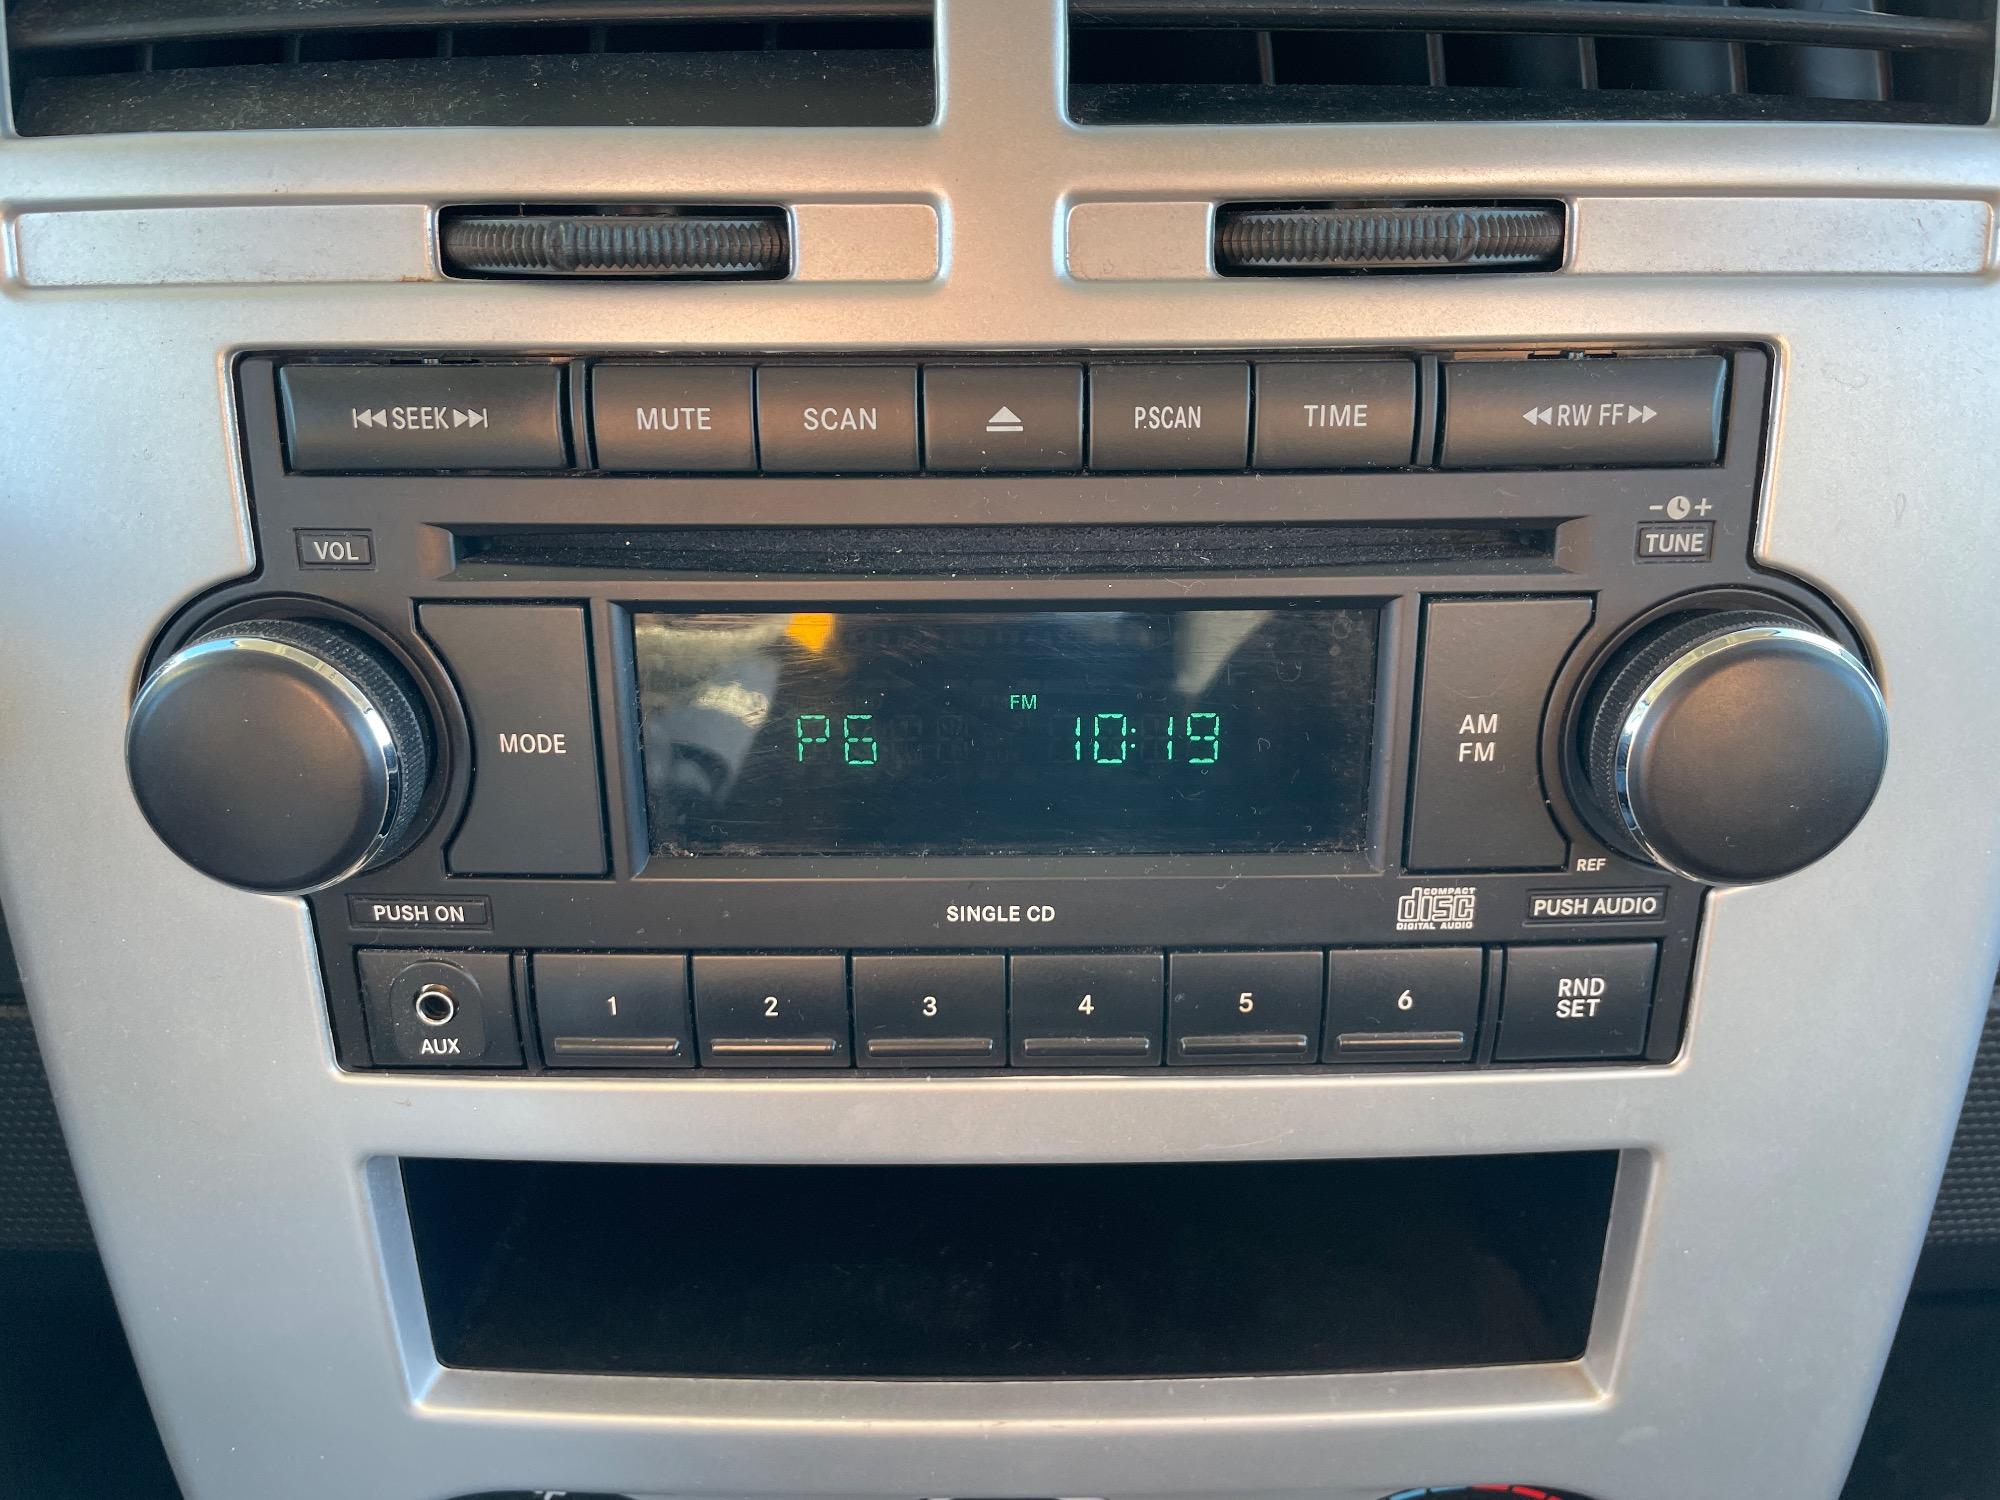 SEEK
MUTE
SCAN
P.SCAN
TIME
RW FF
- +
VOL
TUNE
MODE
P6
FM
10:19
AM
FM
REF
PUSH ON
SINGLE CD
COMPACT
disc
DIGITAL AUDIO
PUSH AUDIO
AUX
1
2
3
4
5
6
RND
SET